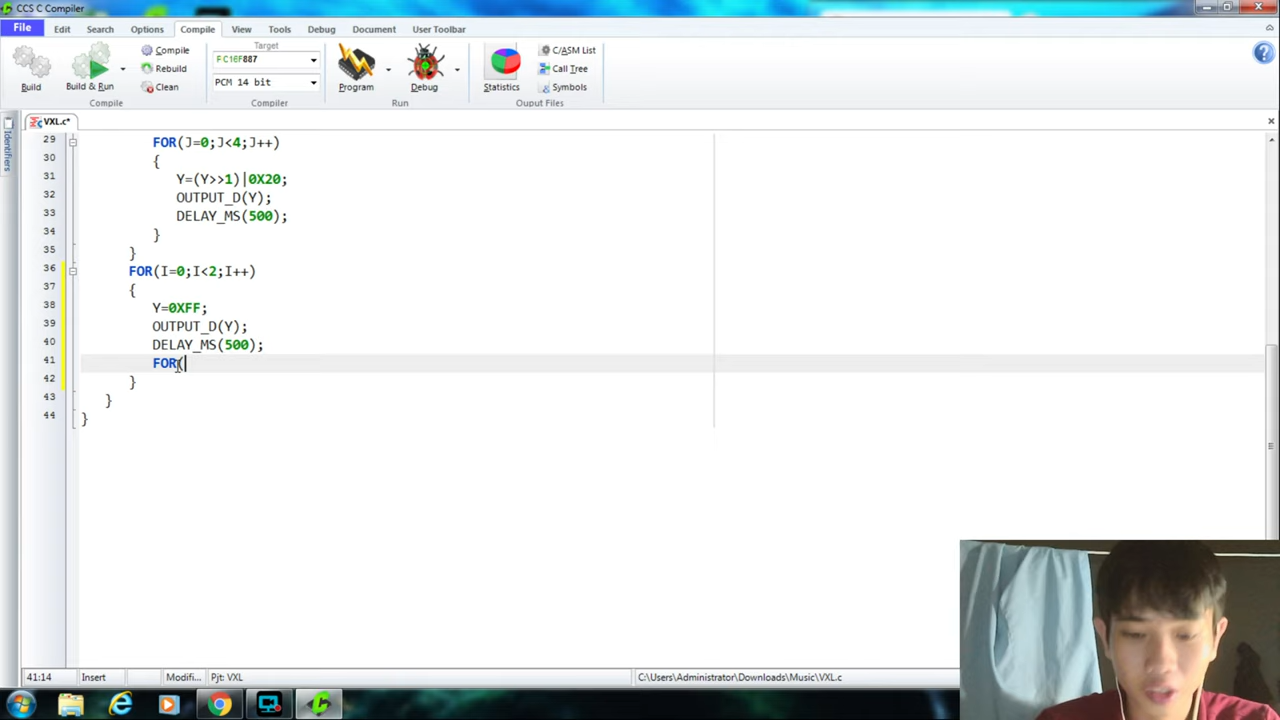 CCS C Compiler
File Edit Search Options Compile View Tools Debug Document User Toolbar
Build
Build & Run
Compile
Rebuild
Clean
Compile
Target
PCM 14 bit
Compiler
Program
Debug
Run
Statistics
C/ASM List
Call Tree
Symbols
Ouput Files
Identifiers
VXL.c*
29 FOR(J=0;J<4;J++)
30 {
31 Y=(Y>>1)|0X20;
32 OUTPUT_D(Y);
33 DELAY_MS(500);
34 }
35 }
36 FOR(I=0;I<2;I++)
37 {
38 Y=0XFF;
39 OUTPUT_D(Y);
40 DELAY_MS(500);
41 FOR(
42 }
43 }
44 }
41:14 Insert Modifi... Pjt: VXL C:\Users\Administrator\Downloads\Music\VXL.c